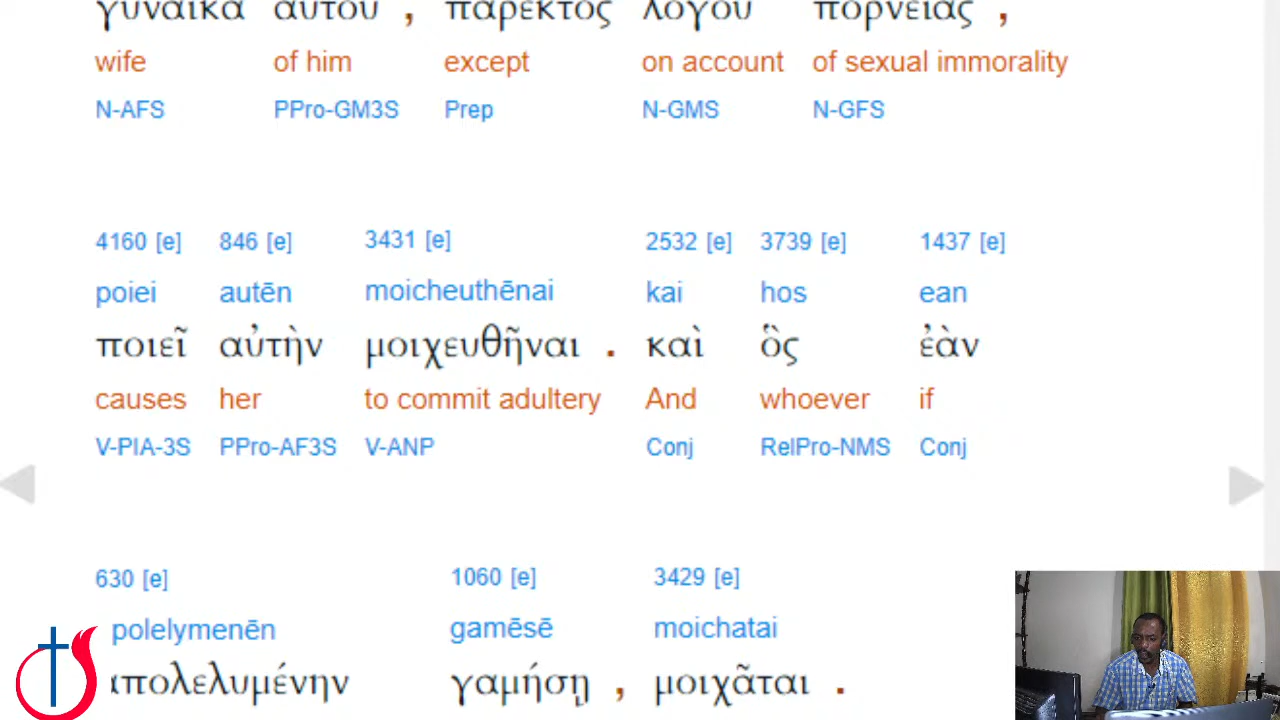 γυναῖκα αὐτοῦ , παρεκτὸς λόγου πορνείας ,
wife of him except on account of sexual immorality
N-AFS PPro-GM3S Prep N-GMS N-GFS
4160 [e] 846 [e] 3431 [e] 2532 [e] 3739 [e] 1437 [e]
poiei autēn moicheuthēnai kai hos ean
ποιεῖ αὐτὴν μοιχευθῆναι . καὶ ὃς ἐὰν
causes her to commit adultery And whoever if
V-PIA-3S PPro-AF3S V-ANP Conj RelPro-NMS Conj
630 [e] 1060 [e] 3429 [e]
polelymenēn gamēsē moichatai
απολελυμένην γαμήσῃ , μοιχᾶται .